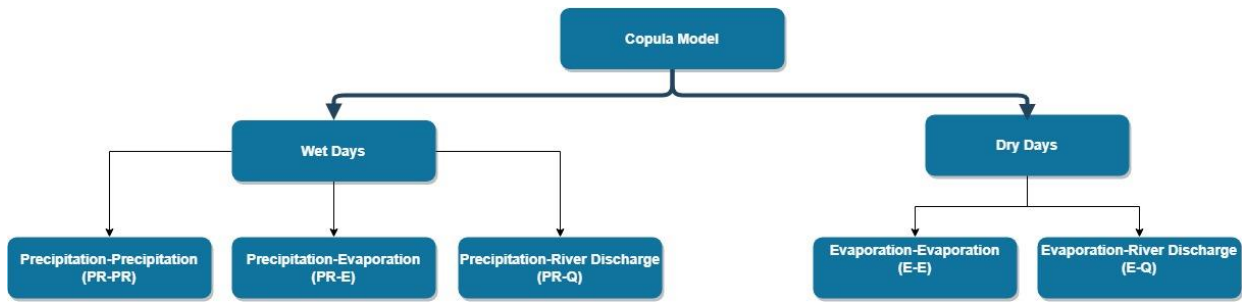 Copula Model
Wet Days
Dry Days
Precipitation-Precipitation
(PR-PR)
Precipitation-Evaporation
(PR-E)
Precipitation-River Discharge
(PR-Q)
Evaporation-Evaporation
(E-E)
Evaporation-River Discharge
(E-Q)